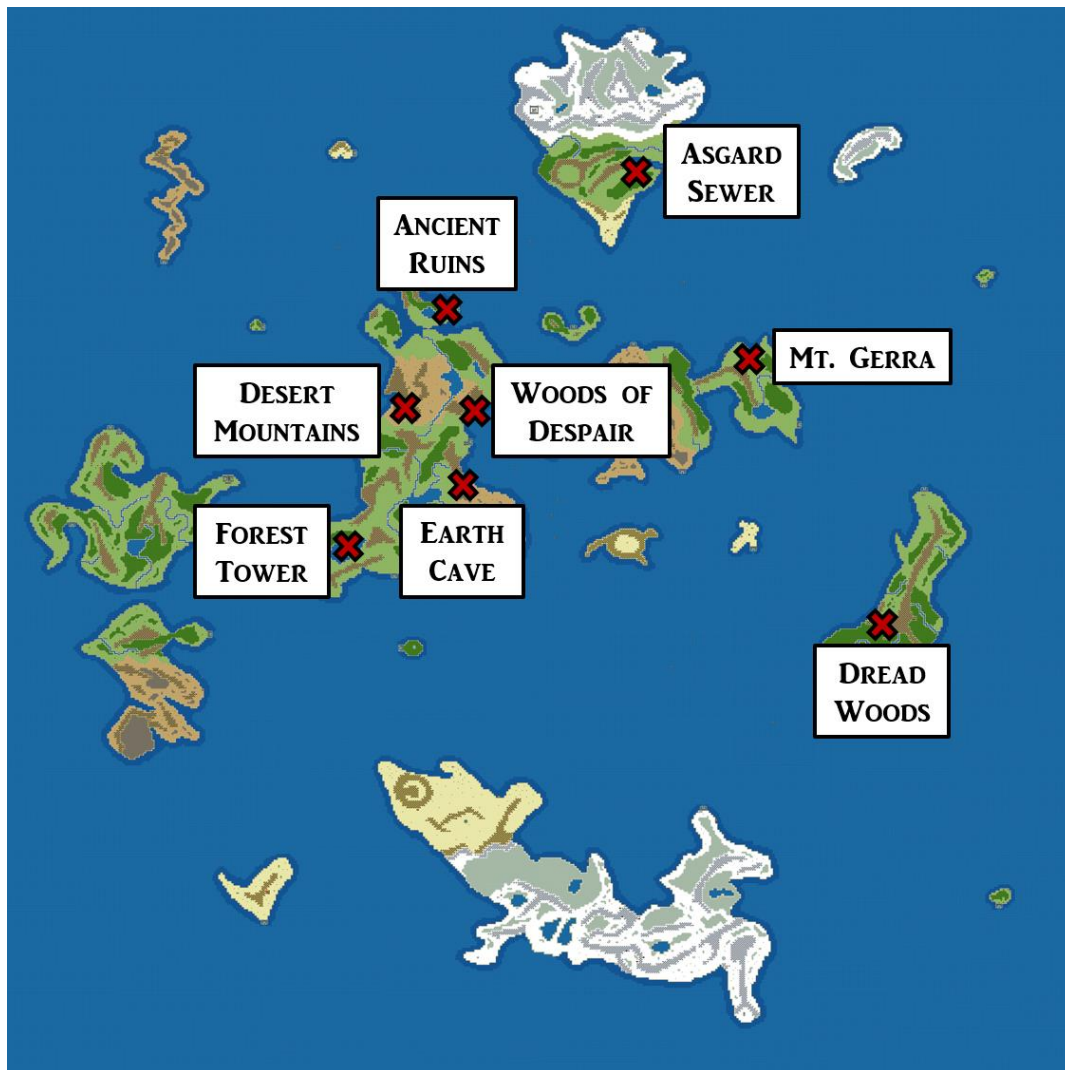 Asgard
Sewer
Ancient
Ruins
Mt. Gerra
Desert
Mountains
Woods of
Despair
Forest
Tower
Earth
Cave
Dread
Woods